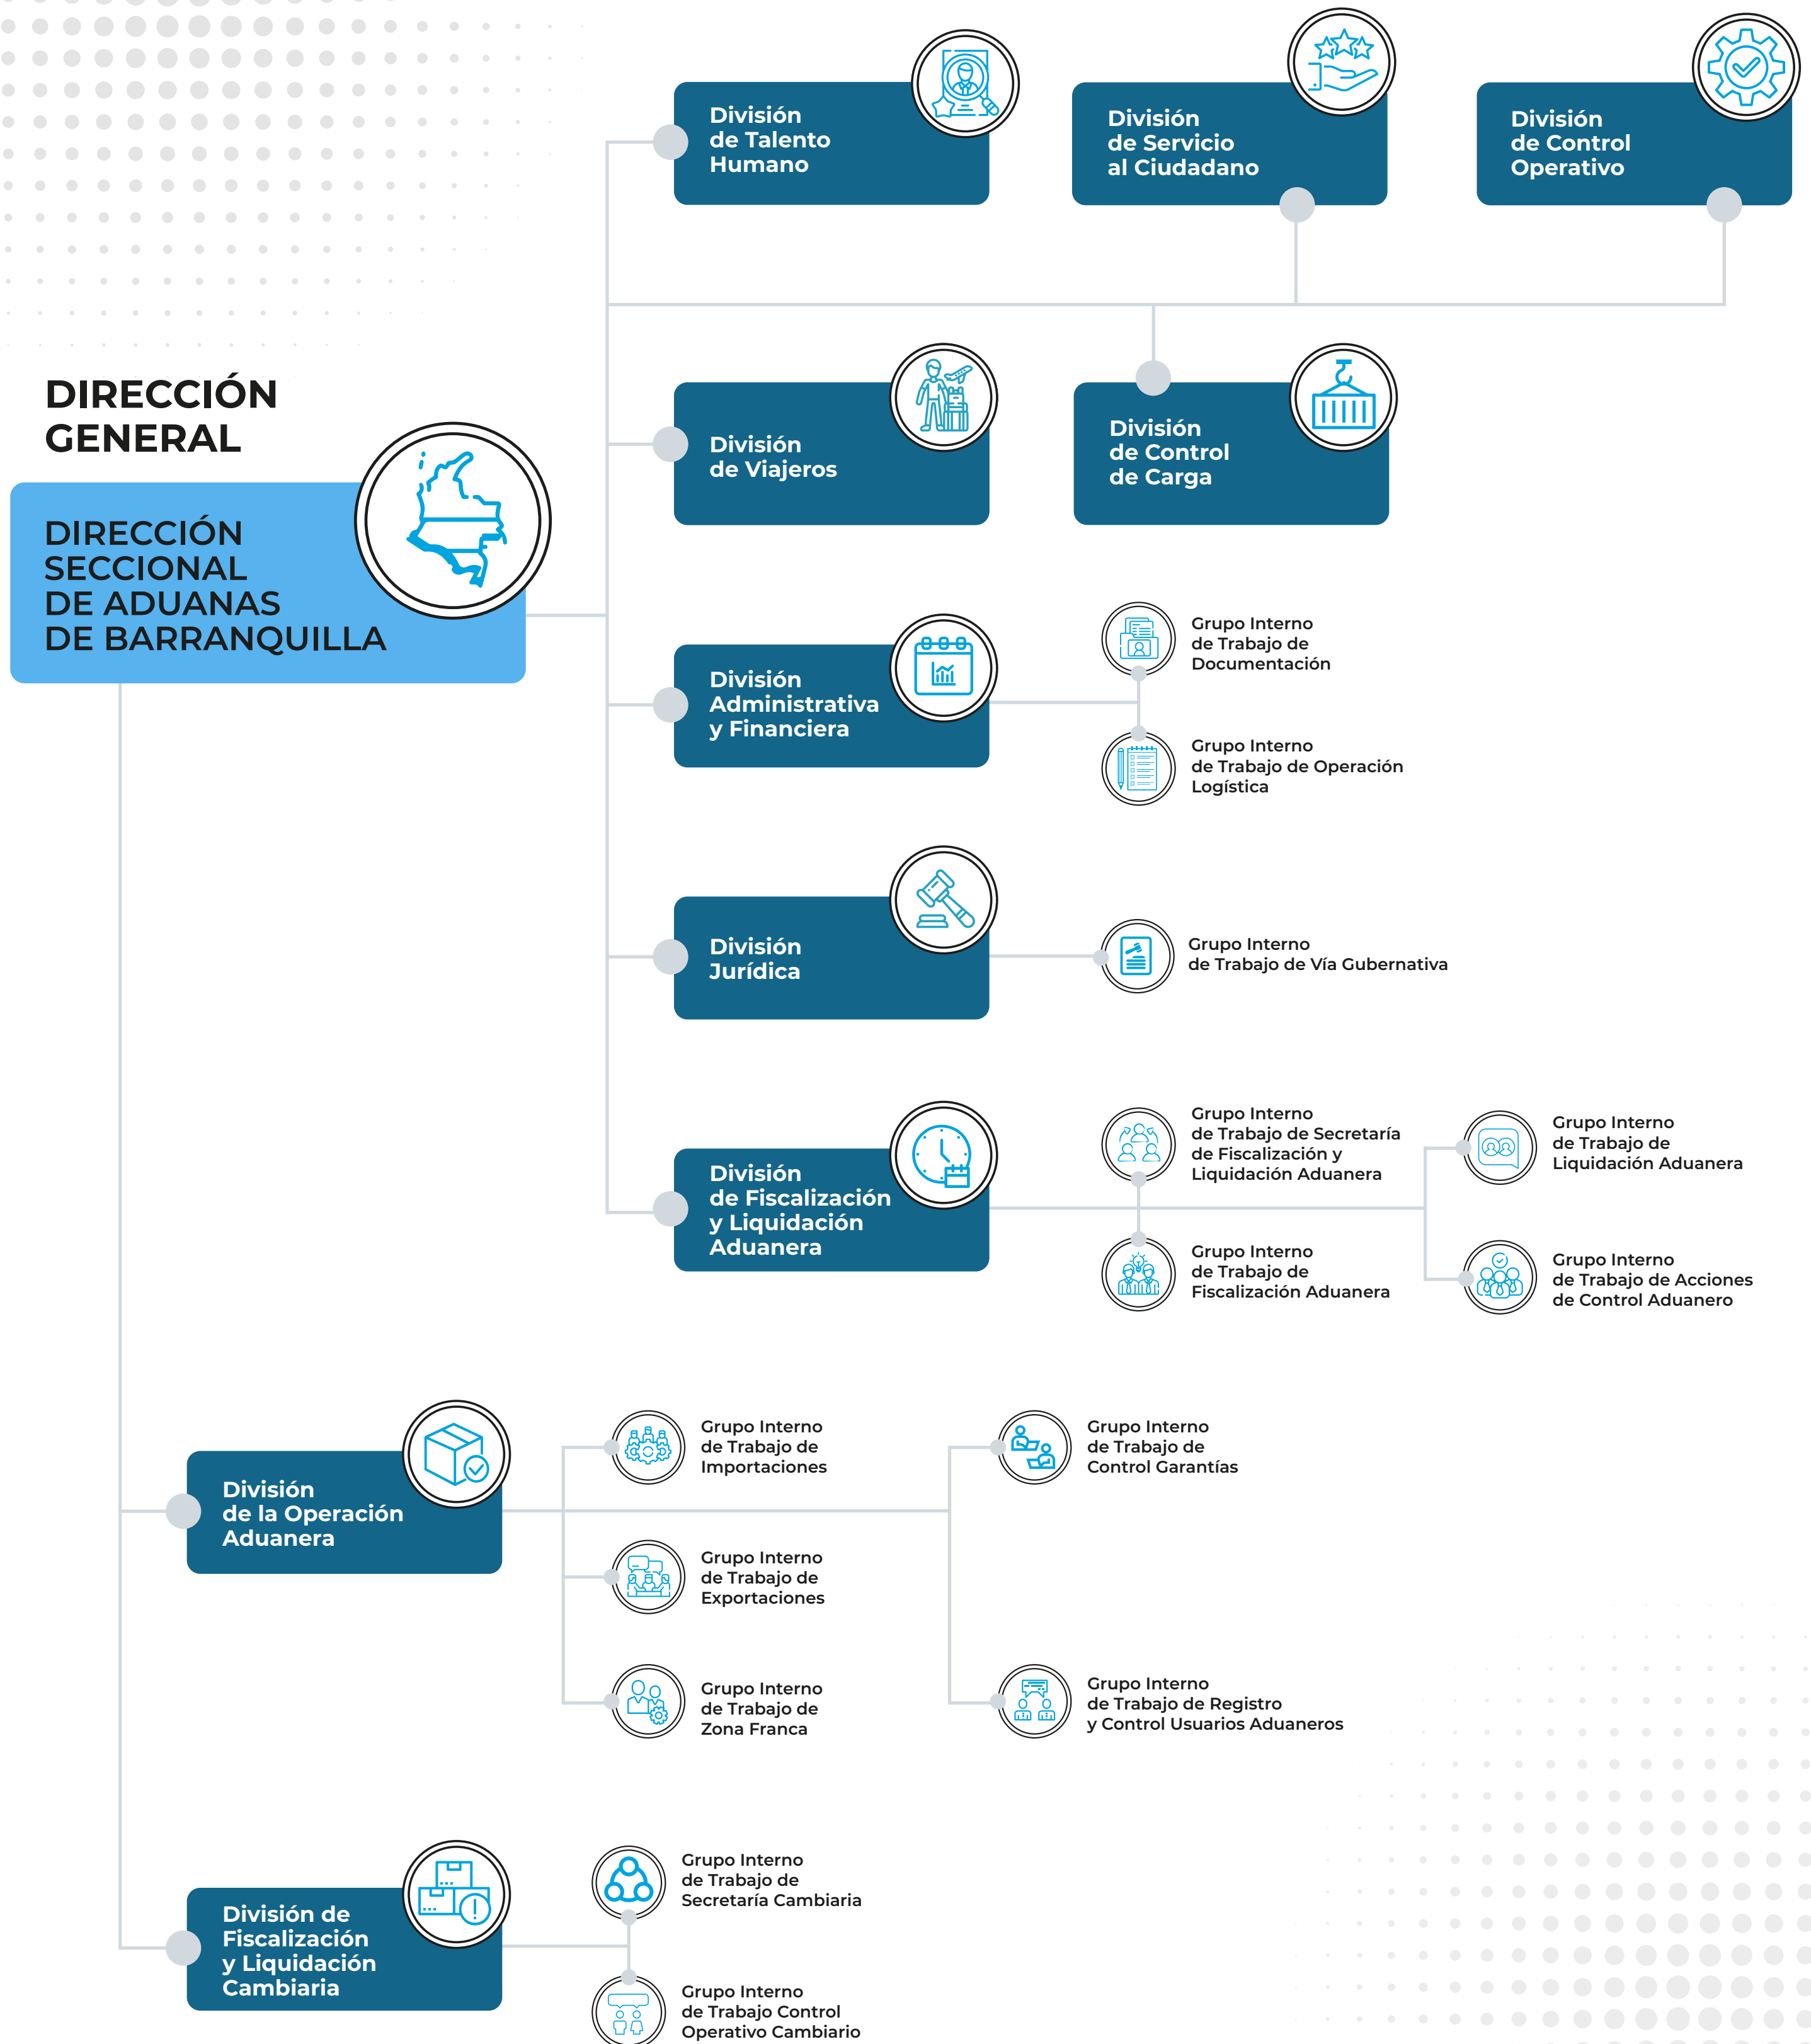 División
de Talento
Humano
División
de Servicio
al Ciudadano
División
de Control
Operativo
DIRECCIÓN
GENERAL
DIRECCIÓN
SECCIONAL
DE ADUANAS
DE BARRANQUILLA
División
de Viajeros
División
de Control
de Carga
División
Administrativa
y Financiera
Grupo Interno
de Trabajo de
Documentación
Grupo Interno
de Trabajo de Operación
Logística
División
Jurídica
Grupo Interno
de Trabajo de Vía Gubernativa
División
de Fiscalización
y Liquidación
Aduanera
Grupo Interno
de Trabajo de Secretaría
de Fiscalización y
Liquidación Aduanera
Grupo Interno
de Trabajo de
Fiscalización Aduanera
Grupo Interno
de Trabajo de
Liquidación Aduanera
Grupo Interno
de Trabajo de Acciones
de Control Aduanero
División
de la Operación
Aduanera
Grupo Interno
de Trabajo de
Importaciones
Grupo Interno
de Trabajo de
Exportaciones
Grupo Interno
de Trabajo de
Zona Franca
Grupo Interno
de Trabajo de
Control Garantías
Grupo Interno
de Trabajo de Registro
y Control Usuarios Aduaneros
División de
Fiscalización
y Liquidación
Cambiaria
Grupo Interno
de Trabajo de
Secretaría Cambiaria
Grupo Interno
de Trabajo Control
Operativo Cambiario